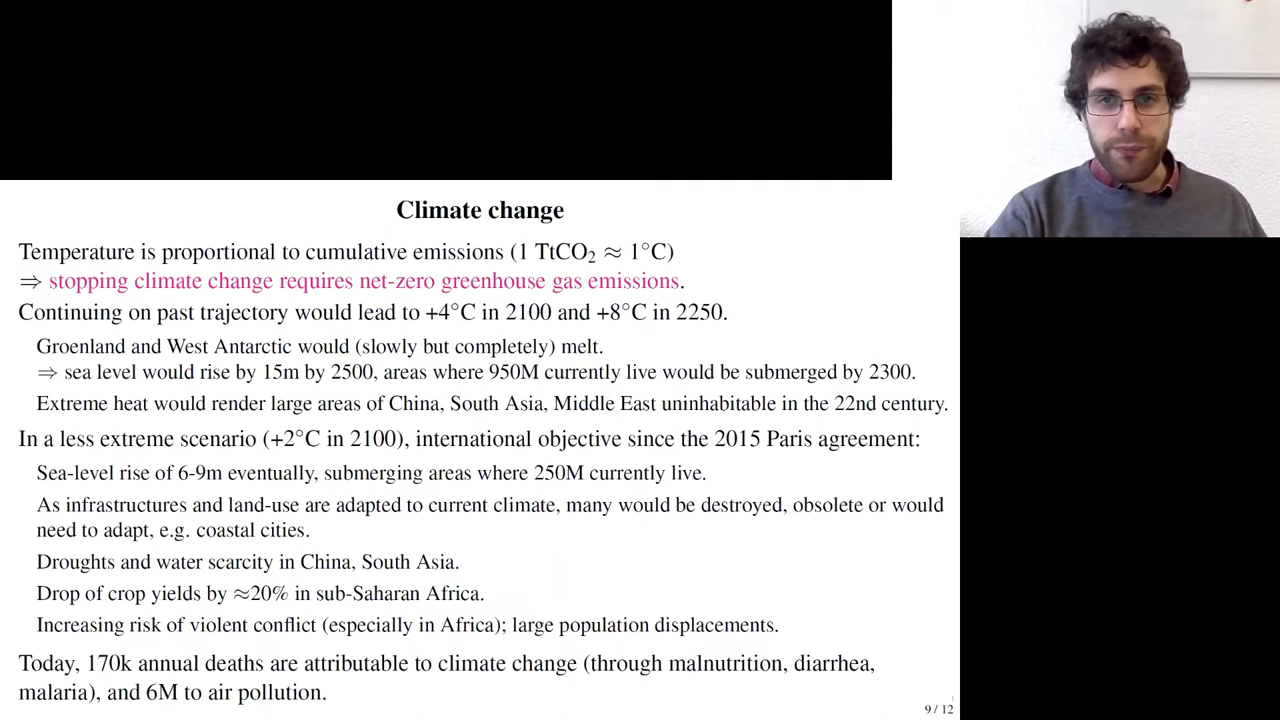 Climate change
Temperature is proportional to cumulative emissions (1 TtCO₂ ≈ 1°C)
⇒ stopping climate change requires net-zero greenhouse gas emissions.
Continuing on past trajectory would lead to +4°C in 2100 and +8°C in 2250.
Groenland and West Antarctic would (slowly but completely) melt.
⇒ sea level would rise by 15m by 2500, areas where 950M currently live would be submerged by 2300.
Extreme heat would render large areas of China, South Asia, Middle East uninhabitable in the 22nd century.
In a less extreme scenario (+2°C in 2100), international objective since the 2015 Paris agreement:
Sea-level rise of 6-9m eventually, submerging areas where 250M currently live.
As infrastructures and land-use are adapted to current climate, many would be destroyed, obsolete or would
need to adapt, e.g. coastal cities.
Droughts and water scarcity in China, South Asia.
Drop of crop yields by ≈20% in sub-Saharan Africa.
Increasing risk of violent conflict (especially in Africa); large population displacements.
Today, 170k annual deaths are attributable to climate change (through malnutrition, diarrhea,
malaria), and 6M to air pollution.
9 / 12